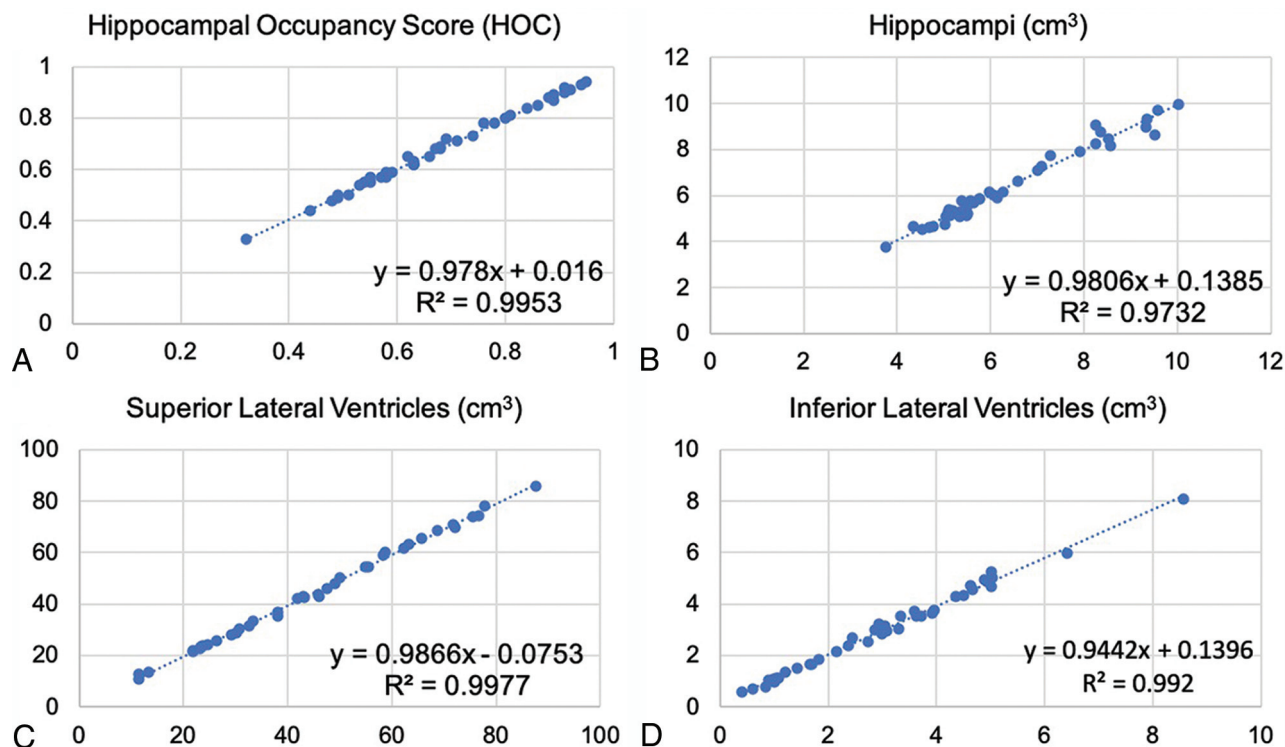 Hippocampal Occupancy Score (HOC)
1
0.8
0.6
0.4
0.2
0
y = 0.978x + 0.016
R² = 0.9953
0 0.2 0.4 0.6 0.8 1
A
Hippocampi (cm³)
12
10
8
6
4
2
0
y = 0.9806x + 0.1385
R² = 0.9732
0 2 4 6 8 10 12
B
Superior Lateral Ventricles (cm³)
100
80
60
40
20
0
y = 0.9866x - 0.0753
R² = 0.9977
0 20 40 60 80 100
C
Inferior Lateral Ventricles (cm³)
10
8
6
4
2
0
y = 0.9442x + 0.1396
R² = 0.992
0 2 4 6 8 10
D